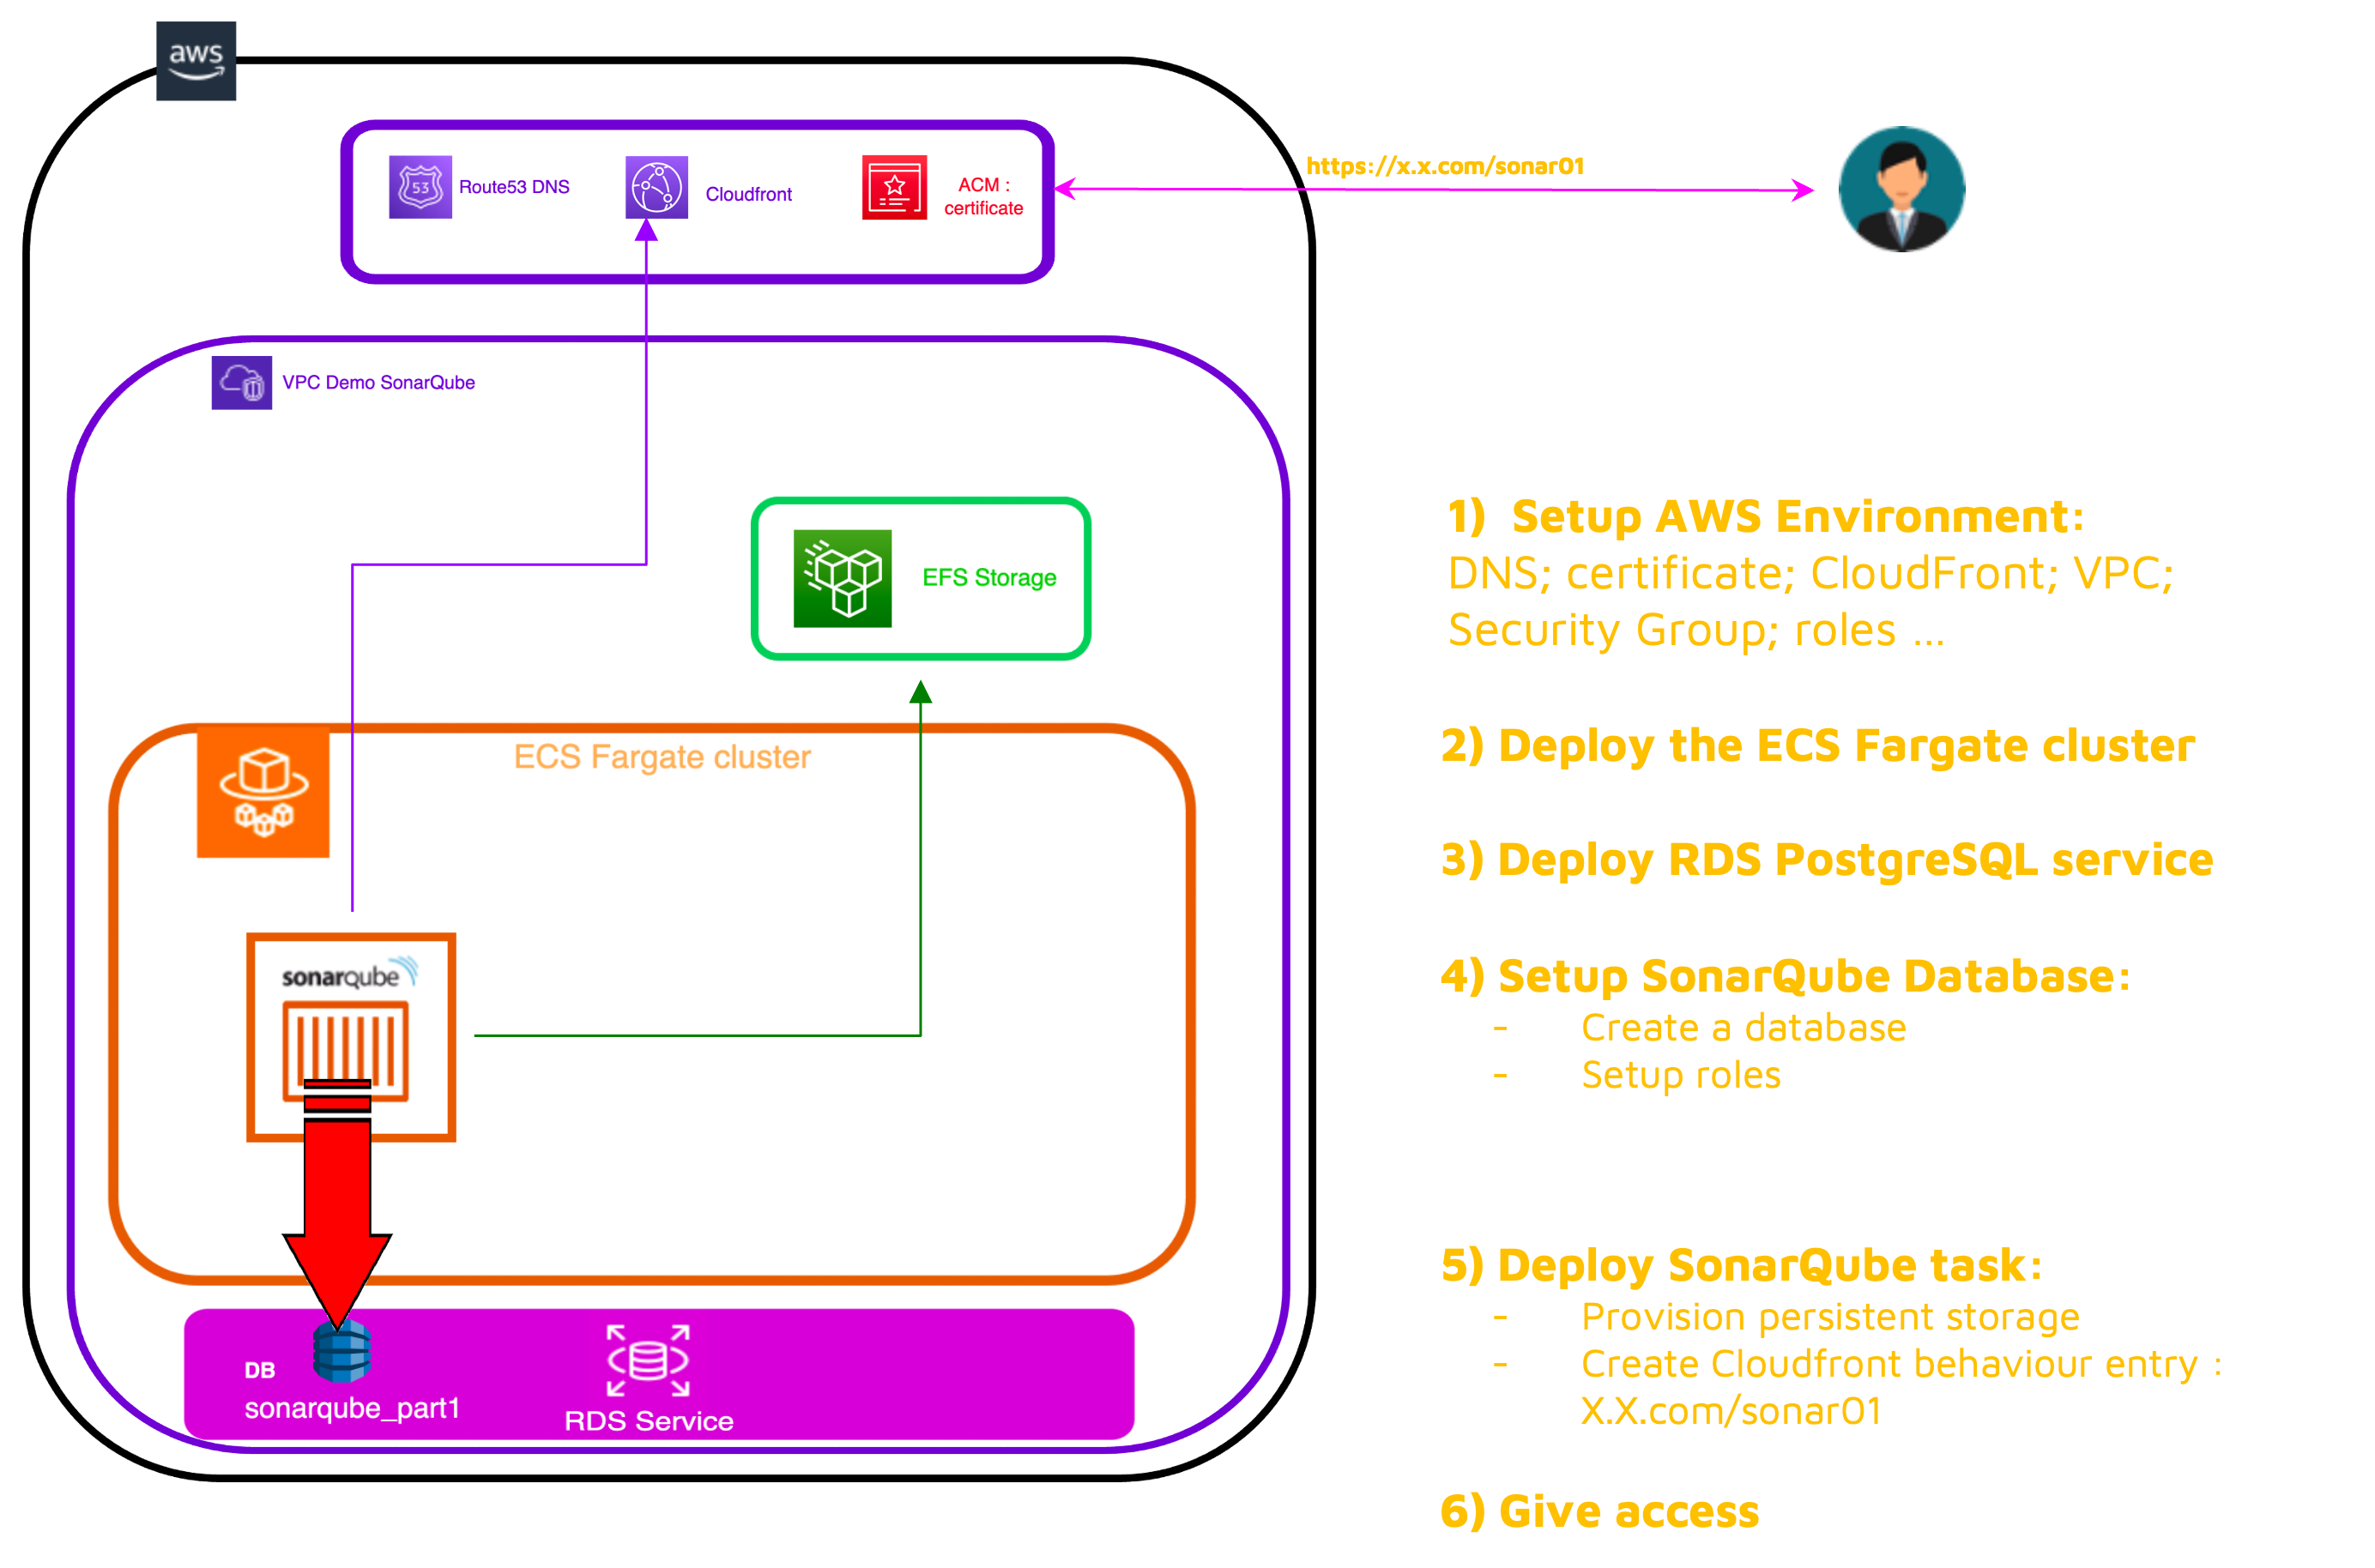 aws
53
Route53 DNS
Cloudfront
ACM :
certificate
https://x.x.com/sonar01
VPC Demo SonarQube
EFS Storage
ECS Fargate cluster
sonarqube
DB
sonarqube_part1
RDS Service
1) Setup AWS Environment:
DNS; certificate; CloudFront; VPC;
Security Group; roles ...
2) Deploy the ECS Fargate cluster
3) Deploy RDS PostgreSQL service
4) Setup SonarQube Database:
- Create a database
- Setup roles
5) Deploy SonarQube task:
- Provision persistent storage
- Create Cloudfront behaviour entry :
X.X.com/sonar01
6) Give access